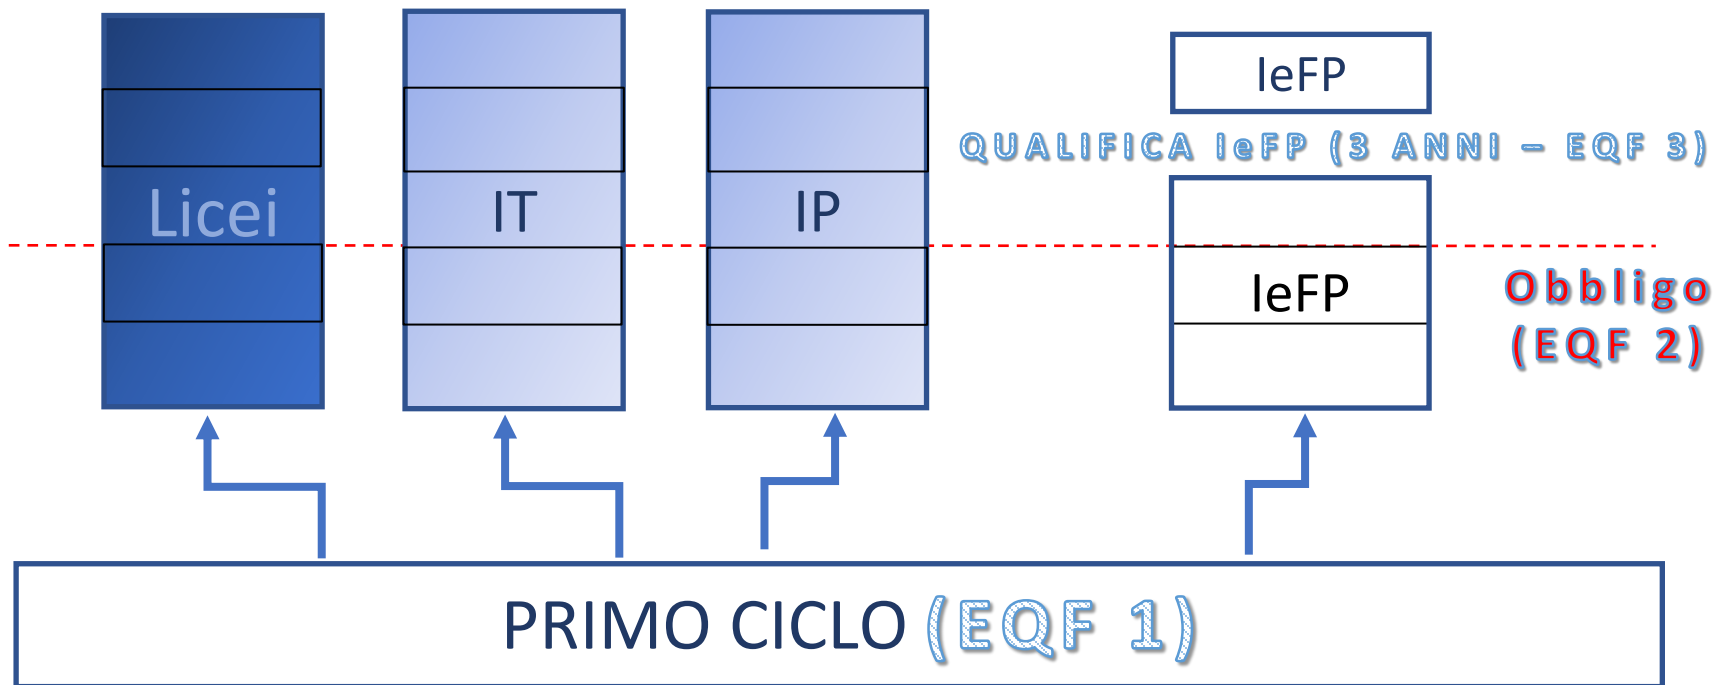 IeFP
QUALIFICA IeFP (3 ANNI – EQF 3)
Licei
IT
IP
IeFP
Obbligo
(EQF 2)
PRIMO CICLO (EQF 1)